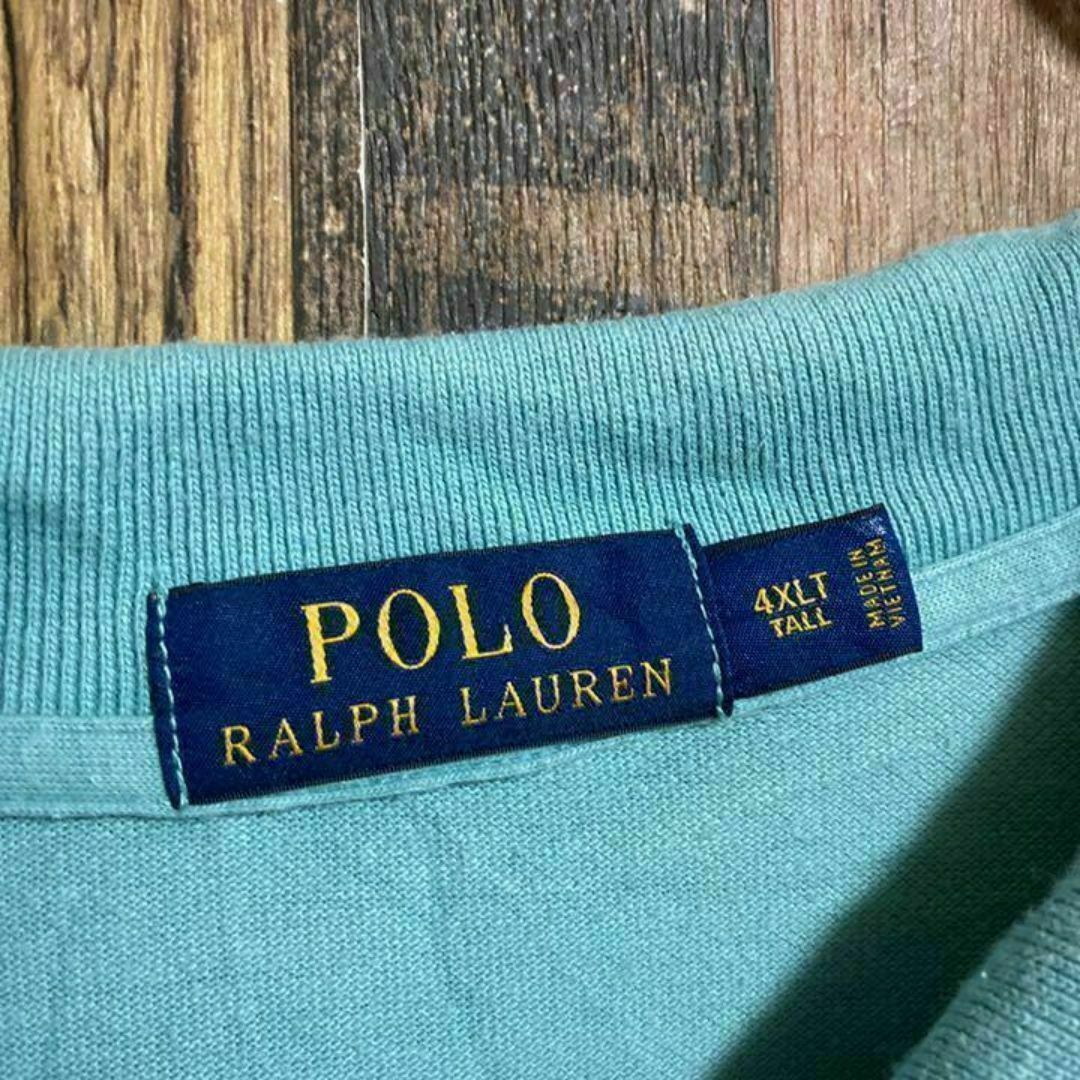 POLO
RALPH LAUREN
4XLT
TALL
MADE IN
VIETNAM